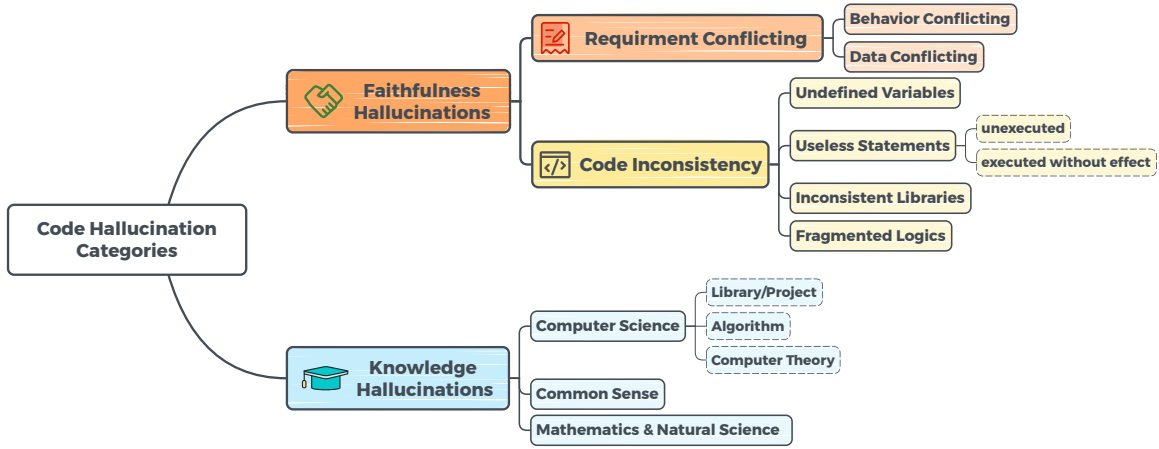 Code Hallucination
Categories
Faithfulness
Hallucinations
Requirment Conflicting
Behavior Conflicting
Data Conflicting
Code Inconsistency
Undefined Variables
Useless Statements
unexecuted
executed without effect
Inconsistent Libraries
Fragmented Logics
Knowledge
Hallucinations
Computer Science
Library/Project
Algorithm
Computer Theory
Common Sense
Mathematics & Natural Science